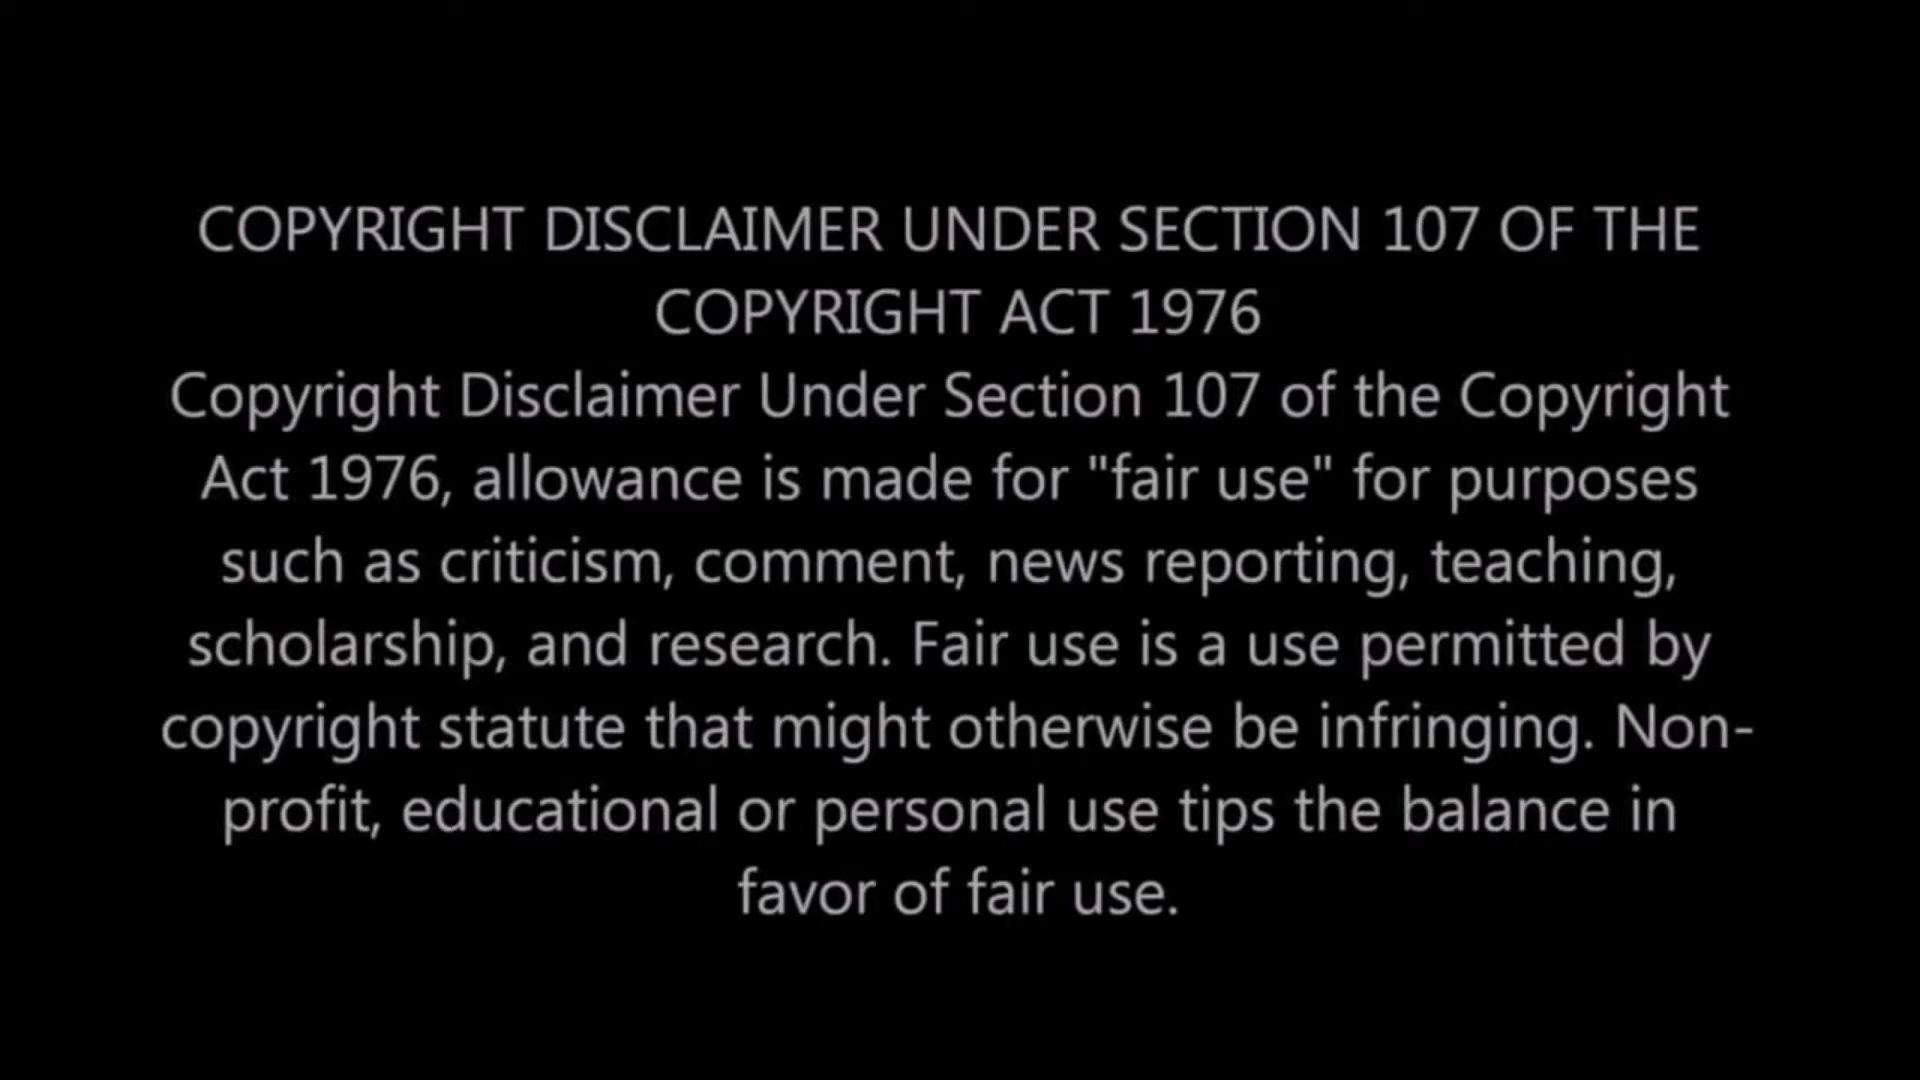 COPYRIGHT DISCLAIMER UNDER SECTION 107 OF THE
COPYRIGHT ACT 1976
Copyright Disclaimer Under Section 107 of the Copyright
Act 1976, allowance is made for "fair use" for purposes
such as criticism, comment, news reporting, teaching,
scholarship, and research. Fair use is a use permitted by
copyright statute that might otherwise be infringing. Non-
profit, educational or personal use tips the balance in
favor of fair use.